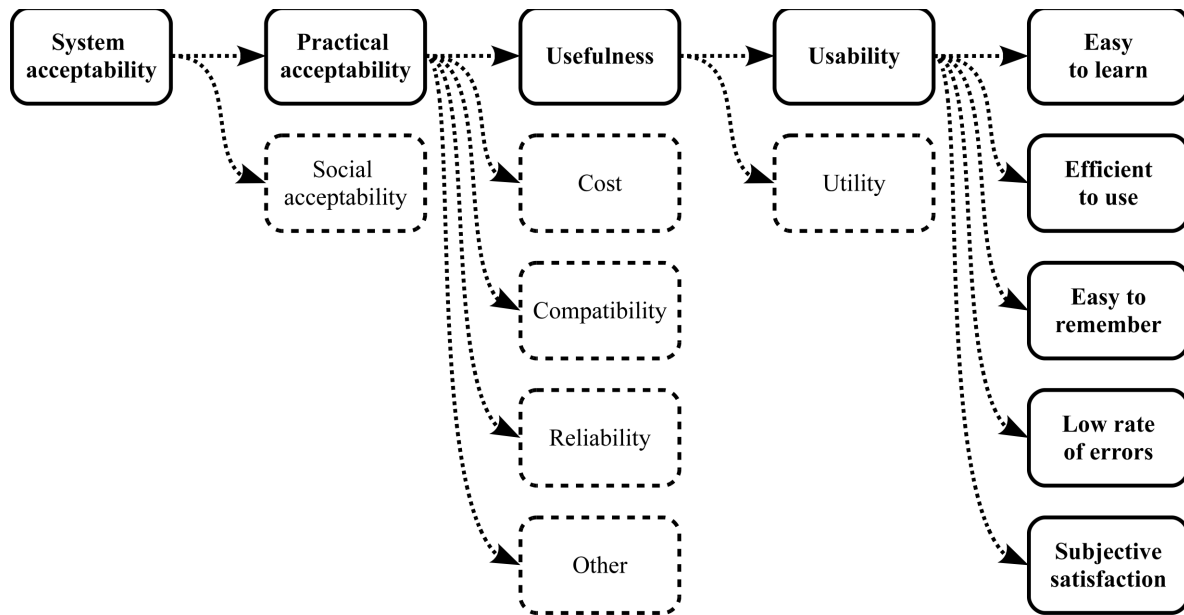 System
acceptability
Practical
acceptability
Usefulness
Usability
Easy
to learn
Social
acceptability
Cost
Utility
Efficient
to use
Compatibility
Easy to
remember
Reliability
Low rate
of errors
Other
Subjective
satisfaction